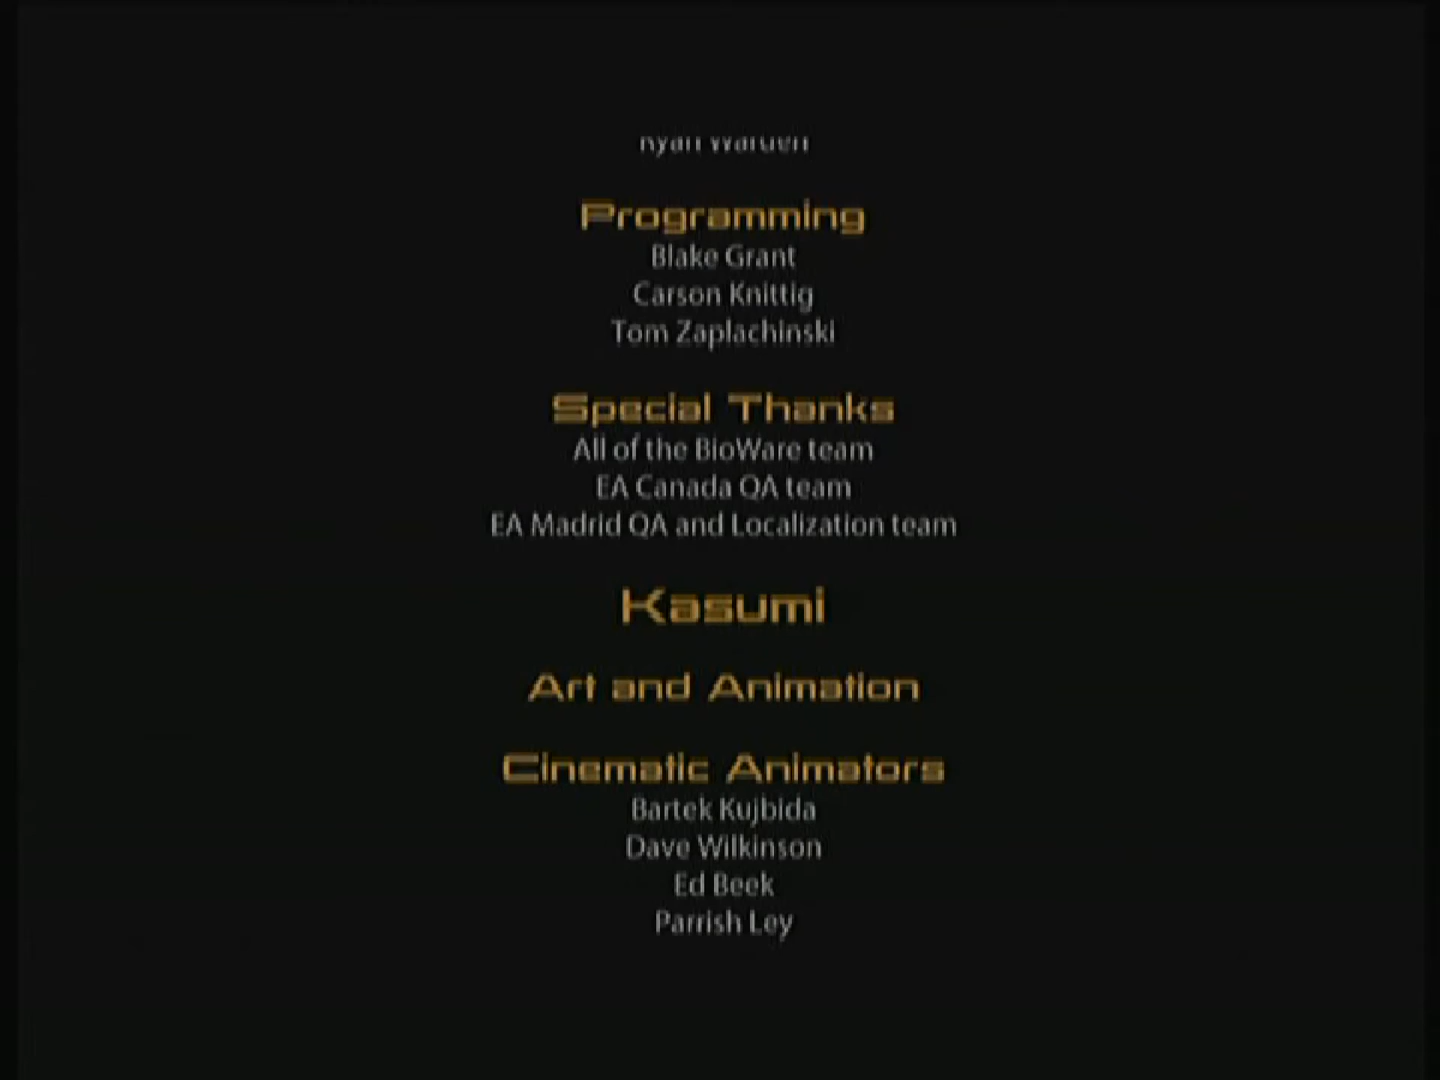 Programming
Blake Grant
Carson Knittig
Tom Zaplachinski
Special Thanks
All of the BioWare team
EA Canada QA team
EA Madrid QA and Localization team
Kasumi
Art and Animation
Cinematic Animators
Bartek Kujbida
Dave Wilkinson
Ed Beek
Parrish Ley